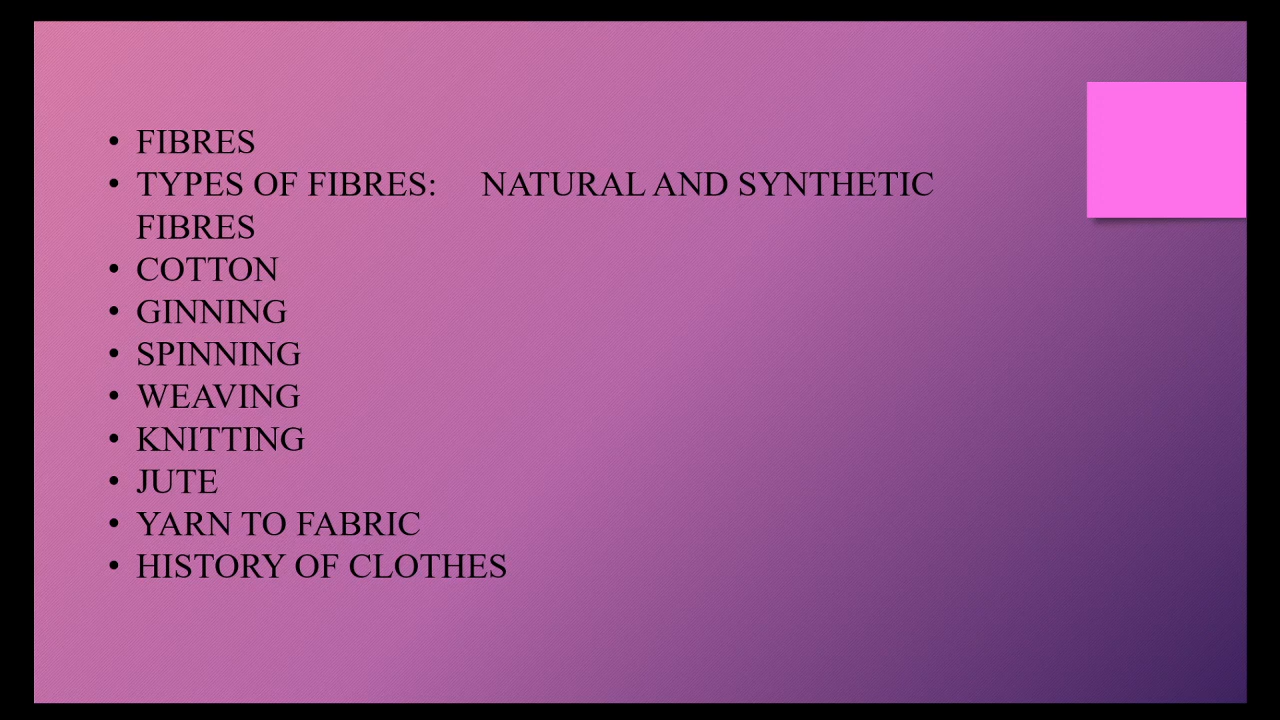 • FIBRES
• TYPES OF FIBRES: NATURAL AND SYNTHETIC
FIBRES
• COTTON
• GINNING
• SPINNING
• WEAVING
• KNITTING
• JUTE
• YARN TO FABRIC
• HISTORY OF CLOTHES